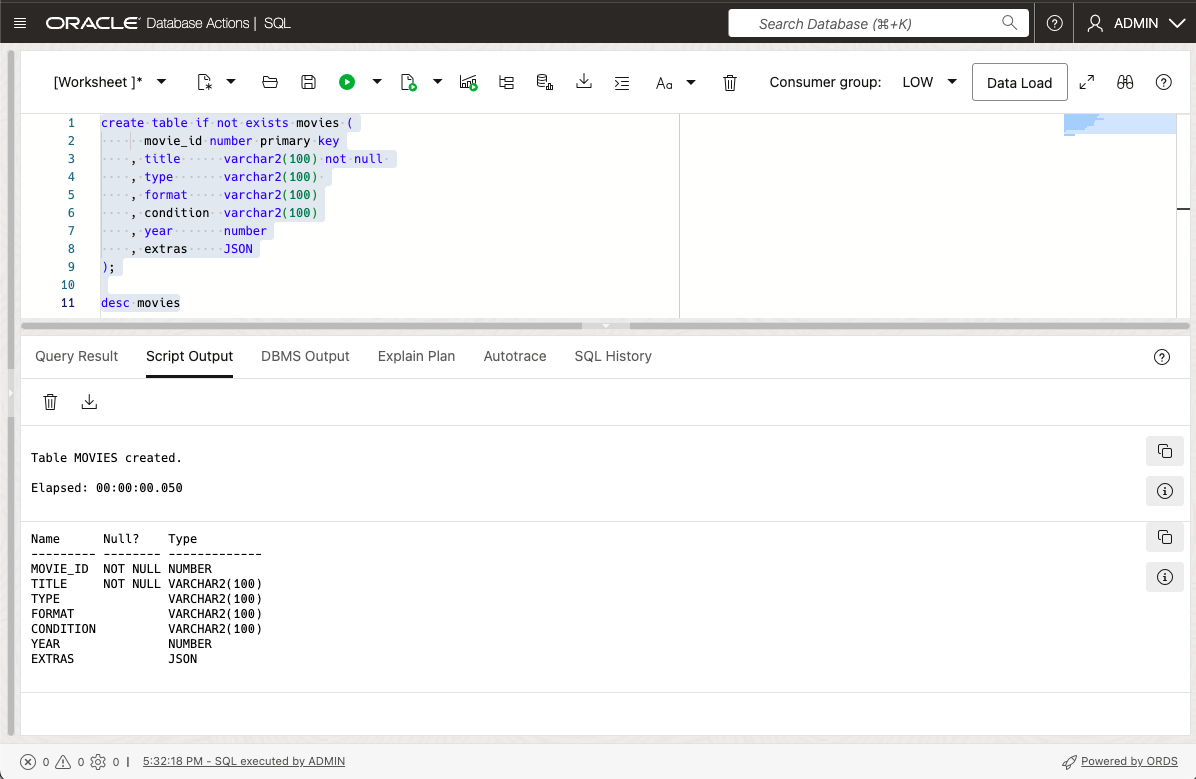 ORACLE Database Actions | SQL
Search Database (⌘+K)
ADMIN
[Worksheet ]*
Aa
Consumer group:
LOW
Data Load
1 create table if not exists movies (
2 movie_id number primary key
3 , title varchar2(100) not null
4 , type varchar2(100)
5 , format varchar2(100)
6 , condition varchar2(100)
7 , year number
8 , extras JSON
9 );
10
11 desc movies
Query Result Script Output DBMS Output Explain Plan Autotrace SQL History
Table MOVIES created.
Elapsed: 00:00:00.050
Name Null? Type
--------- -------- -------------
MOVIE_ID NOT NULL NUMBER
TITLE NOT NULL VARCHAR2(100)
TYPE VARCHAR2(100)
FORMAT VARCHAR2(100)
CONDITION VARCHAR2(100)
YEAR NUMBER
EXTRAS JSON
0 0 0 | 5:32:18 PM - SQL executed by ADMIN
Powered by ORDS